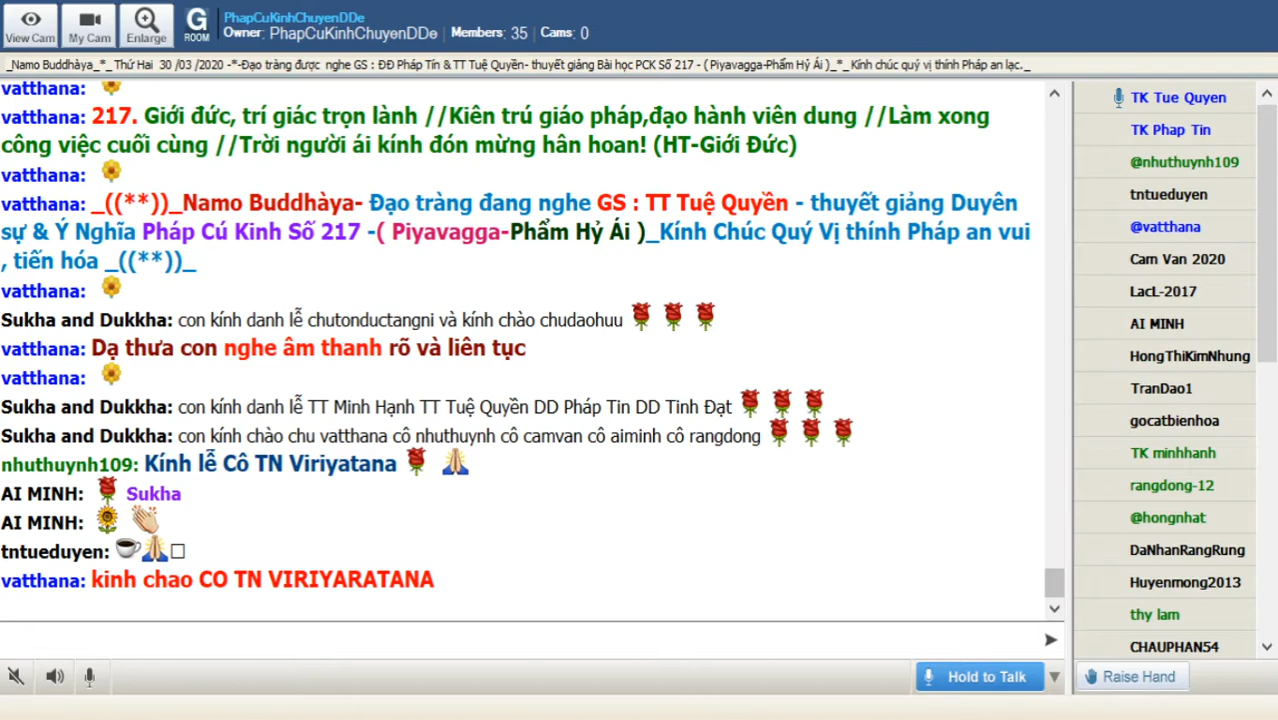 View Cam
My Cam
Enlarge
G
ROOM
PhapCuKinhChuyenDDe
Owner: PhapCuKinhChuyenDDe Members: 35 Cams: 0
_Namo Buddhàya_*_ Thứ Hai 30 /03 /2020 -*-Đạo tràng được nghe GS : ĐĐ Pháp Tín & TT Tuệ Quyền- thuyết giảng Bài học PCK Số 217 - ( Piyavagga-Phẩm Hỷ Ái )_*_ Kính chúc quý vị thính Pháp an lạc._
vatthana:
vatthana: 217. Giới đức, trí giác trọn lành //Kiên trú giáo pháp,đạo hành viên dung //Làm xong
công việc cuối cùng //Trời người ái kính đón mừng hân hoan! (HT-Giới Đức)
vatthana:
vatthana: _((**))_Namo Buddhàya- Đạo tràng đang nghe GS : TT Tuệ Quyền - thuyết giảng Duyên
sự & Ý Nghĩa Pháp Cú Kinh Số 217 -( Piyavagga-Phẩm Hỷ Ái )_Kính Chúc Quý Vị thính Pháp an vui
, tiến hóa _((**))_
vatthana:
Sukha and Dukkha: con kính danh lễ chutonductangni và kính chào chudaohuu
vatthana: Dạ thưa con nghe âm thanh rõ và liên tục
vatthana:
Sukha and Dukkha: con kính danh lễ TT Minh Hạnh TT Tuệ Quyền DD Pháp Tin DD Tinh Đạt
Sukha and Dukkha: con kính chào chu vatthana cô nhuthuynh cô camvan cô aiminh cô rangdong
nhuthuynh109: Kính lễ Cô TN Viriyatana
AI MINH: Sukha
AI MINH:
tntueduyen:
vatthana: kinh chao CO TN VIRIYARATANA
TK Tue Quyen
TK Phap Tin
@nhuthuynh109
tntueduyen
@vatthana
Cam Van 2020
LacL-2017
AI MINH
HongThiKimNhung
TranDao1
gocatbienhoa
TK minhhanh
rangdong-12
@hongnhat
DaNhanRangRung
Huyenmong2013
thy lam
CHAUPHAN54
Hold to Talk
Raise Hand